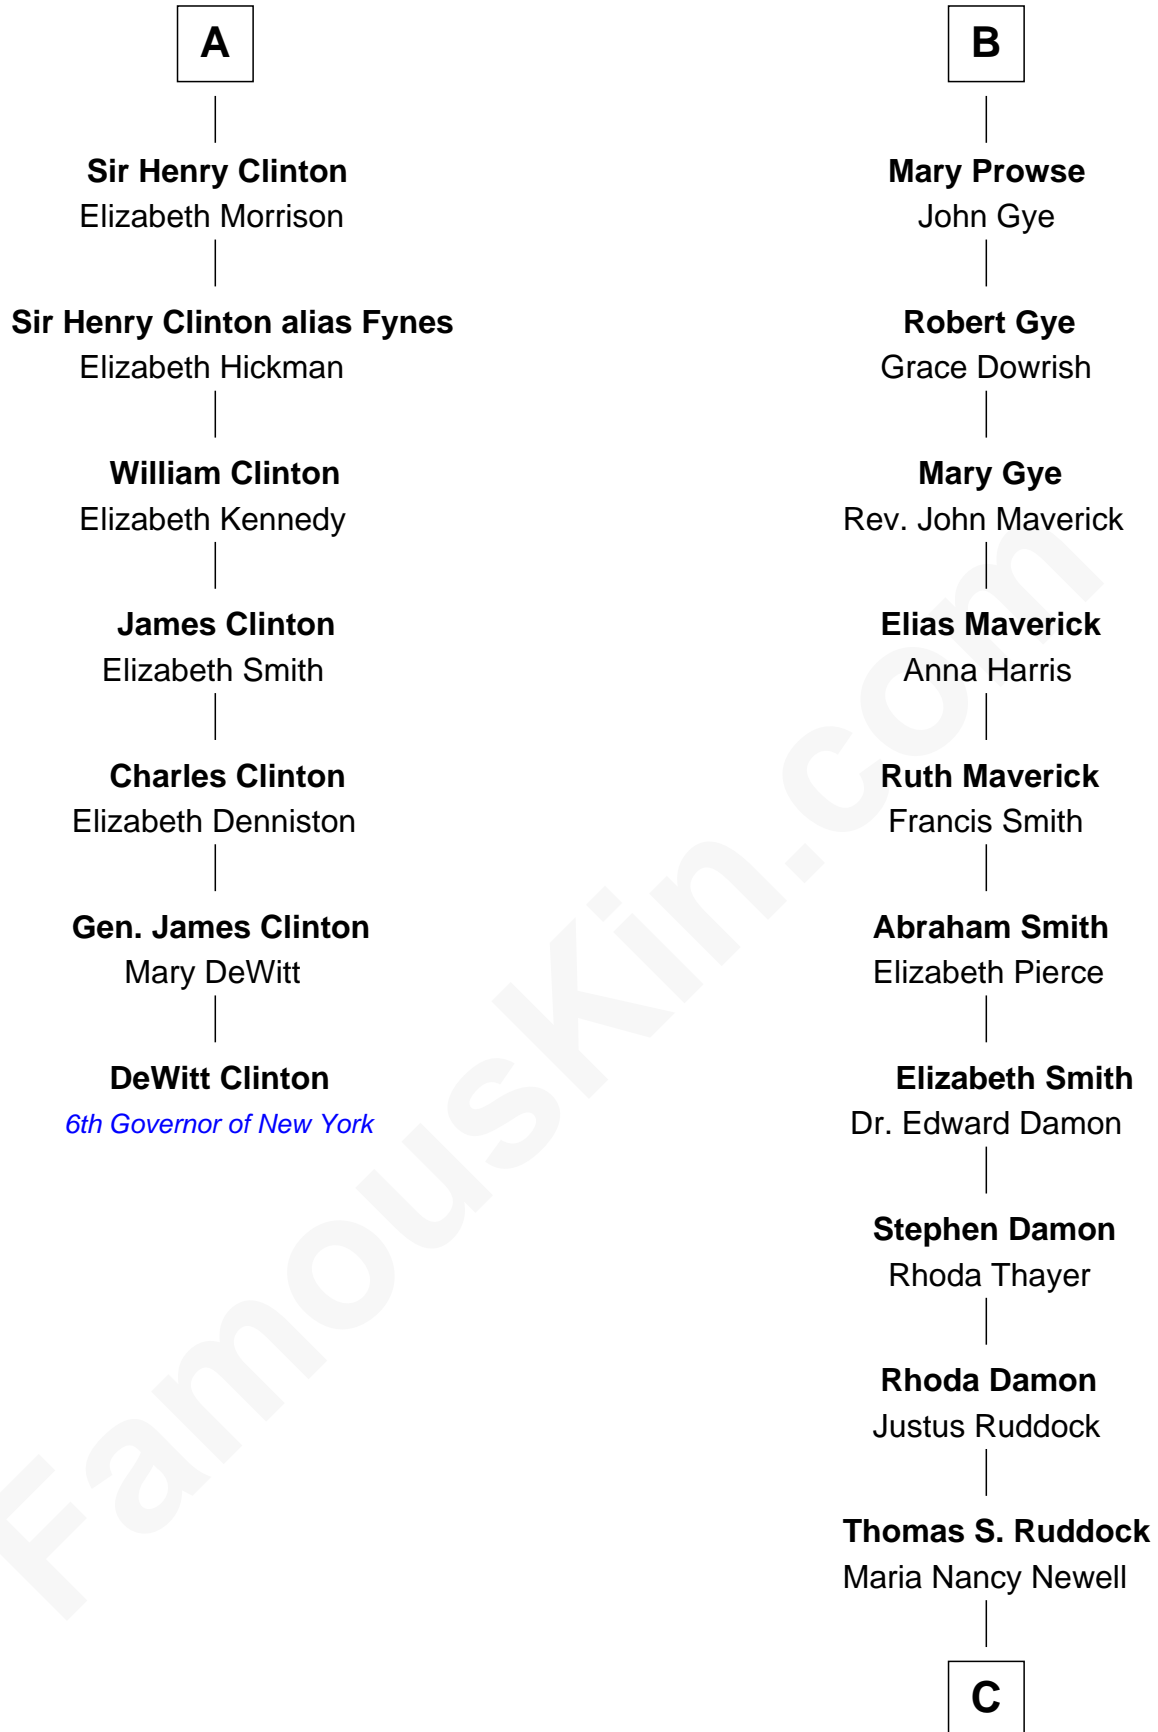 A
Sir Henry Clinton
Elizabeth Morrison
Sir Henry Clinton alias Fynes
Elizabeth Hickman
William Clinton
Elizabeth Kennedy
James Clinton
Elizabeth Smith
Charles Clinton
Elizabeth Denniston
Gen. James Clinton
Mary DeWitt
DeWitt Clinton
6th Governor of New York
B
Mary Prowse
John Gye
Robert Gye
Grace Dowrish
Mary Gye
Rev. John Maverick
Elias Maverick
Anna Harris
Ruth Maverick
Francis Smith
Abraham Smith
Elizabeth Pierce
Elizabeth Smith
Dr. Edward Damon
Stephen Damon
Rhoda Thayer
Rhoda Damon
Justus Ruddock
Thomas S. Ruddock
Maria Nancy Newell
C
FamousKin.com